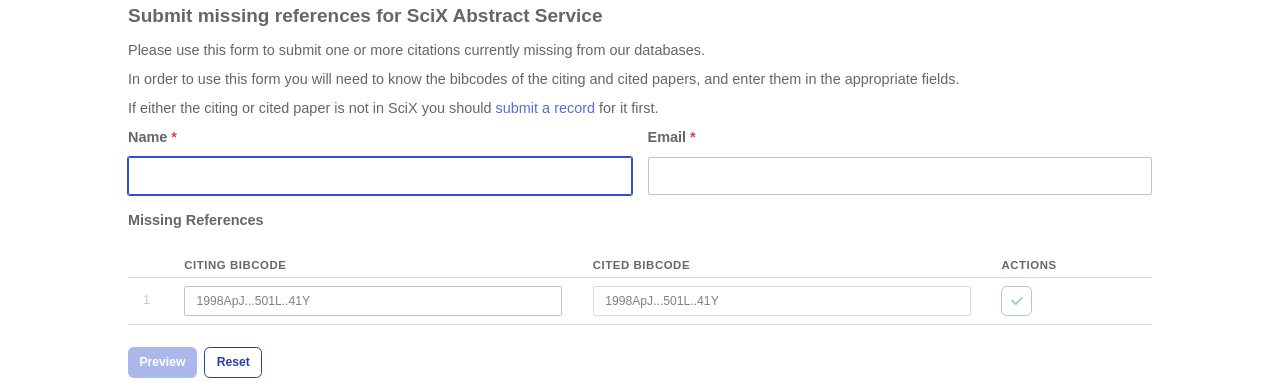 Submit missing references for SciX Abstract Service
Please use this form to submit one or more citations currently missing from our databases.
In order to use this form you will need to know the bibcodes of the citing and cited papers, and enter them in the appropriate fields.
If either the citing or cited paper is not in SciX you should submit a record for it first.
Name * Email *
Missing References
CITING BIBCODE CITED BIBCODE ACTIONS
1 1998ApJ...501L..41Y 1998ApJ...501L..41Y
Preview Reset